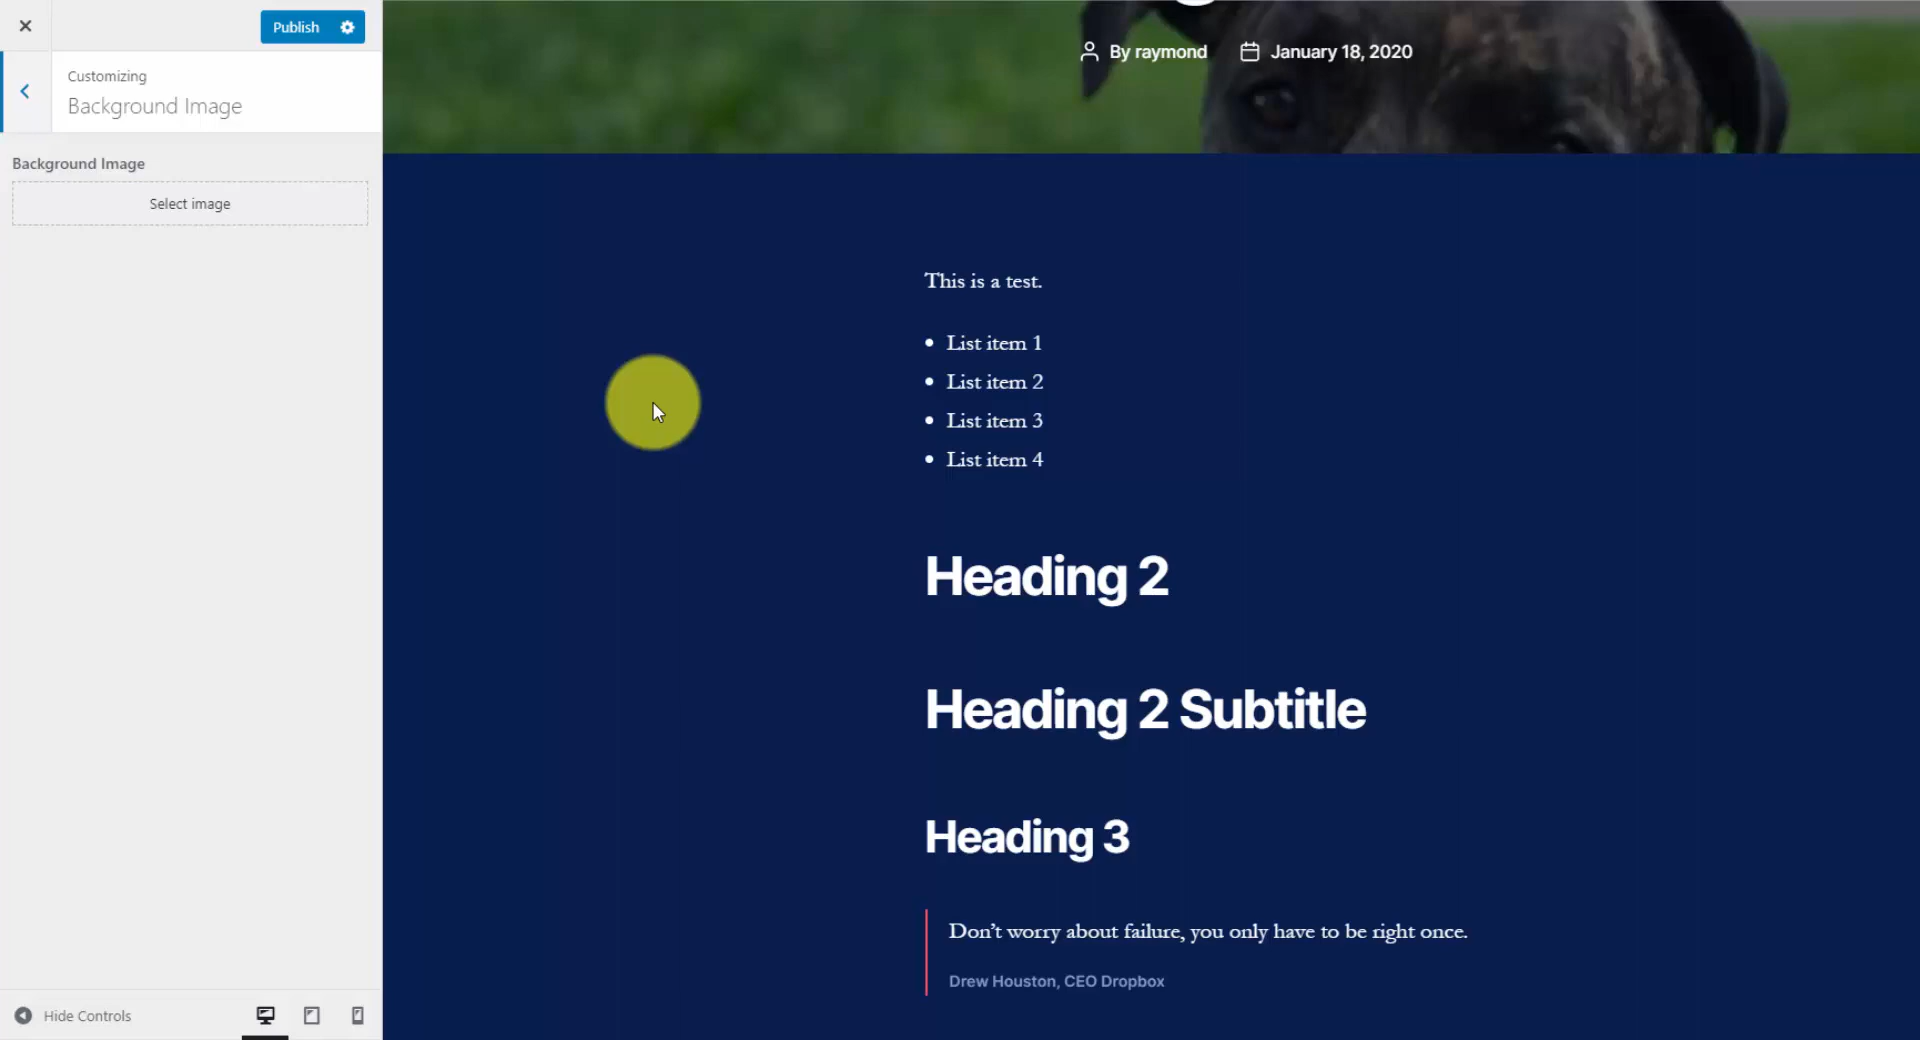 Publish
Customizing
Background Image
Background Image
Select image
Hide Controls
By raymond
January 18, 2020
This is a test.
• List item 1
• List item 2
• List item 3
• List item 4
Heading 2
Heading 2 Subtitle
Heading 3
Don’t worry about failure, you only have to be right once.
Drew Houston, CEO Dropbox